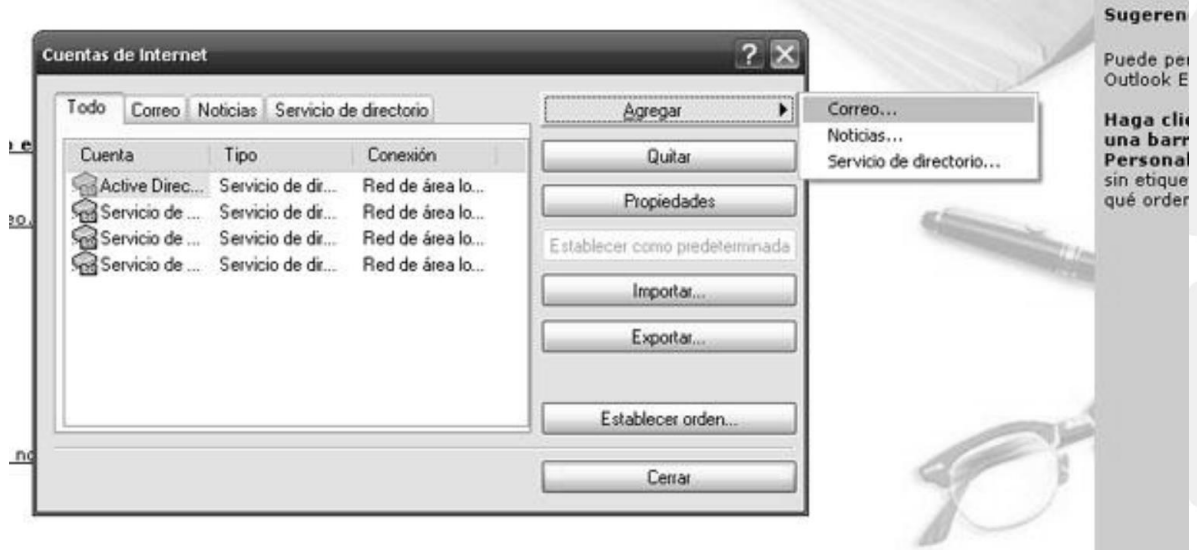 Cuentas de Internet
Todo Correo Noticias Servicio de directorio
Cuenta Tipo Conexión
Active Direc... Servicio de dir... Red de área lo...
Servicio de ... Servicio de dir... Red de área lo...
Servicio de ... Servicio de dir... Red de área lo...
Servicio de ... Servicio de dir... Red de área lo...
Agregar
Quitar
Propiedades
Establecer como predeterminada
Importar...
Exportar...
Establecer orden...
Cerrar
Correo...
Noticias...
Servicio de directorio...
Sugeren
Puede per
Outlook E
Haga clic
una barr
Personal
sin etique
qué orden